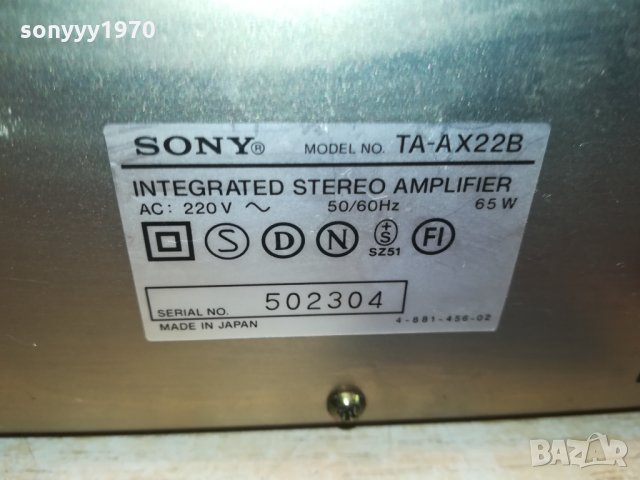 sonyyy1970
SONY® MODEL NO. TA-AX22B
INTEGRATED STEREO AMPLIFIER
AC: 220V ~ 50/60Hz 65W
S D N +S FI
SZ51
SERIAL NO. 502304
MADE IN JAPAN 4-881-456-02
BAZAR